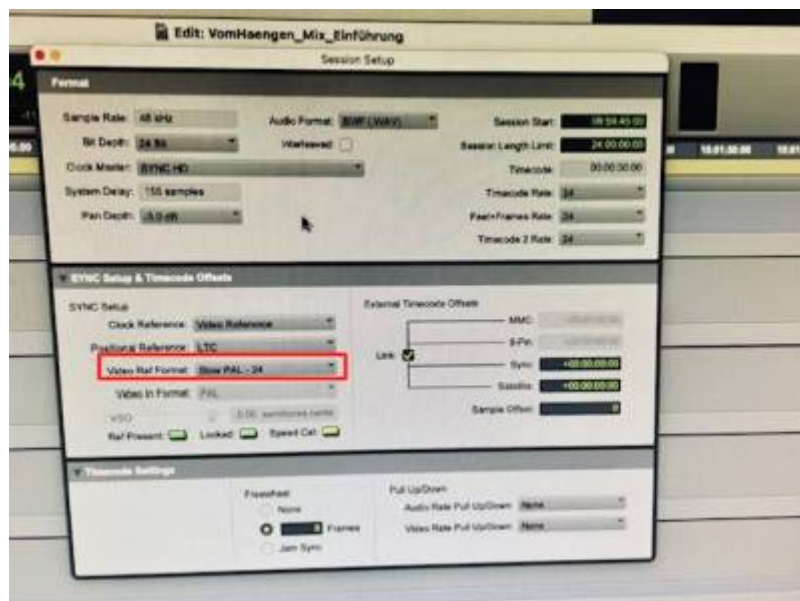 Edit: VomHaengen_Mix_Einführung
Session Setup
4
Format
Sample Rate: 48 kHz
Audio Format: BWF (.WAV)
Session Start:
Bit Depth: 24 Bit
Interleaved:
Session Length Limit: 24:00:00:00
Clock Master: SYNC HD
Timecode: 00:00:30:00
System Delay: 155 samples
Timecode Rate: 24
Pan Depth: -3.0 dB
Feet+Frames Rate: 24
Timecode 2 Rate: 24
SYNC Setup & Timecode Offsets
SYNC Setup
External Timecode Offsets
Clock Reference: Video Reference
MMC:
Positional Reference: LTC
9-Pin:
Link:
Video Ref Format: Slow PAL - 24
Sync: +00:00:00:00
Video In Format: PAL
Satellite: +00:00:00:00
VSO:
Sample Offset: 0
Ref Present: Locked: Speed Cal:
Timecode Settings
Freewheel
Pull Up/Down
None
Audio Rate Pull Up/Down: None
Frames
Video Rate Pull Up/Down: None
Jam Sync